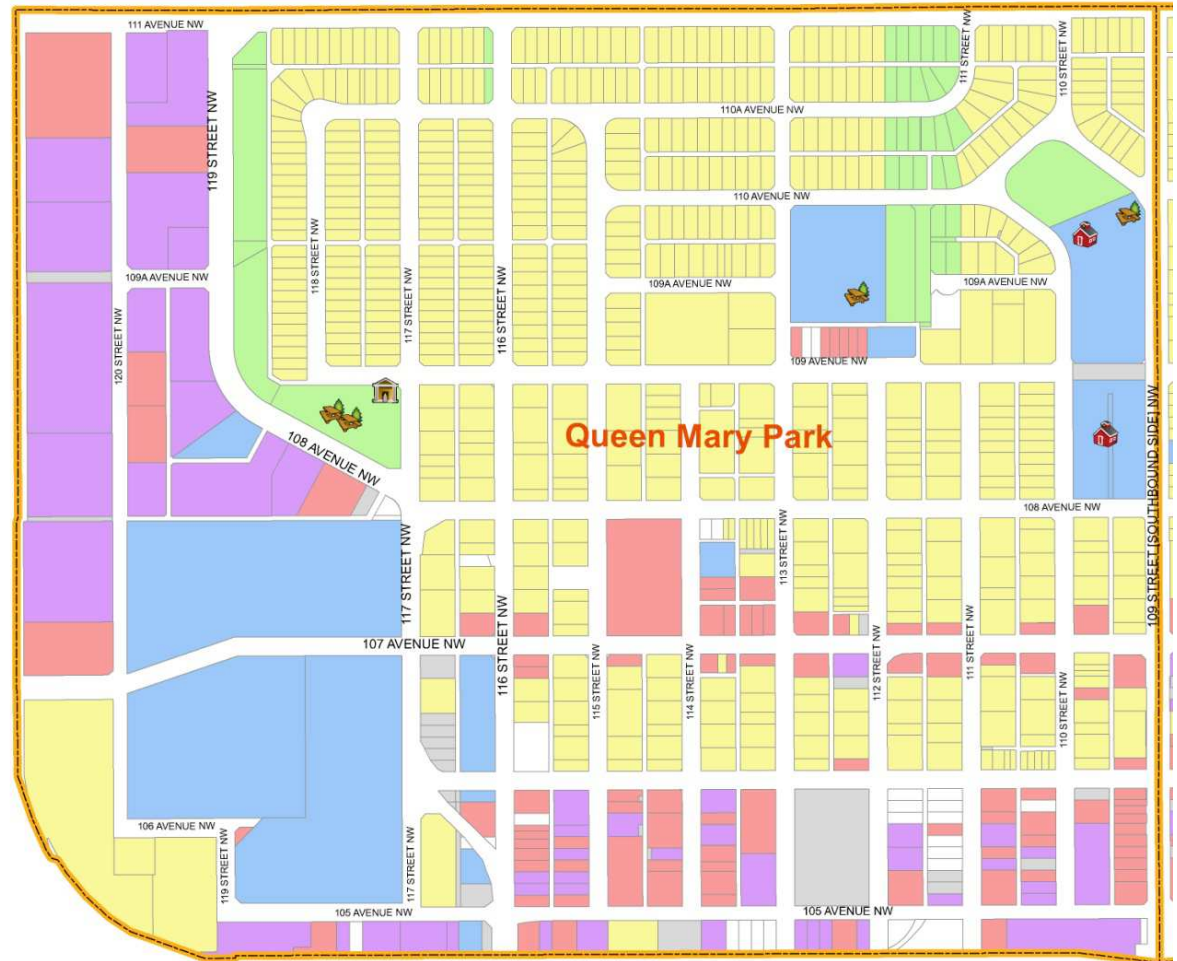 111 AVENUE NW
111 STREET NW
110 STREET NW
119 STREET NW
110A AVENUE NW
110 AVENUE NW
118 STREET NW
117 STREET NW
116 STREET NW
109A AVENUE NW
109A AVENUE NW
109A AVENUE NW
120 STREET NW
109 AVENUE NW
Queen Mary Park
108 AVENUE NW
108 AVENUE NW
109 STREET [SOUTHBOUND SIDE] NW
117 STREET NW
113 STREET NW
116 STREET NW
107 AVENUE NW
115 STREET NW
114 STREET NW
112 STREET NW
111 STREET NW
110 STREET NW
106 AVENUE NW
119 STREET NW
117 STREET NW
105 AVENUE NW
105 AVENUE NW